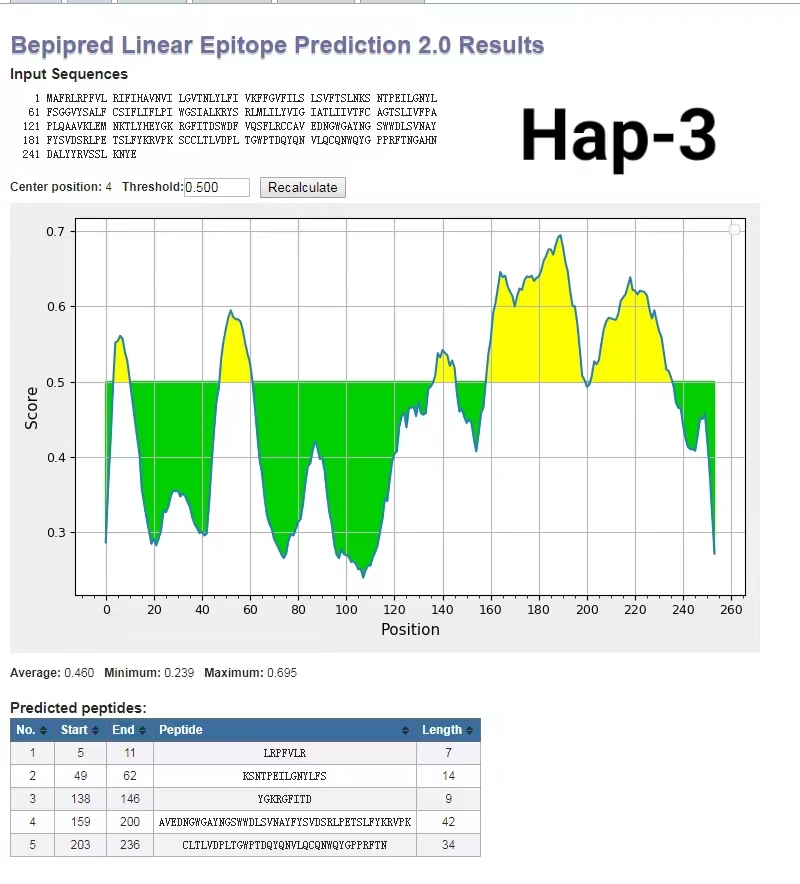 Bepipred Linear Epitope Prediction 2.0 Results
Input Sequences
1 MAFRLRPFVL RIFIHAVNVI LGVTNLYLFI VKFFGVFILS LSVFTSLNKS NTPEILGNYL
61 FSGGVYSALF CSIFLIFLPI WGSIALKRYS RLMLILYVIG IATLIIVTFC AGTSLIVFPA
121 PLQAAVKLEM NKTLYHEYGK RGFITDSWDF VQSFLRCCAV EDNGWGAYNG SWWDLSVNAY
181 FYSVDSRLPE TSLFYKRVPK SCCLTLVDPL TGWPTDQYQN VLQCQNWQYG PPRFTNGAHN
241 DALYYRVSSL KNYE
Hap-3
Center position: 4 Threshold: 0.500 Recalculate
0.7
0.6
0.5
0.4
0.3
Score
0 20 40 60 80 100 120 140 160 180 200 220 240 260
Position
Average: 0.460 Minimum: 0.239 Maximum: 0.695
Predicted peptides:
No. Start End Peptide Length
1 5 11 LRPFVLR 7
2 49 62 KSNTPEILGNYLFS 14
3 138 146 YGKRGFITD 9
4 159 200 AVEDNGWGAYNGSWWDLSVNAYFYSVDSRLPETSLFYKRVPK 42
5 203 236 CLTLVDPLTGWPTDQYQNVLQCQNWQYGPPRFTN 34